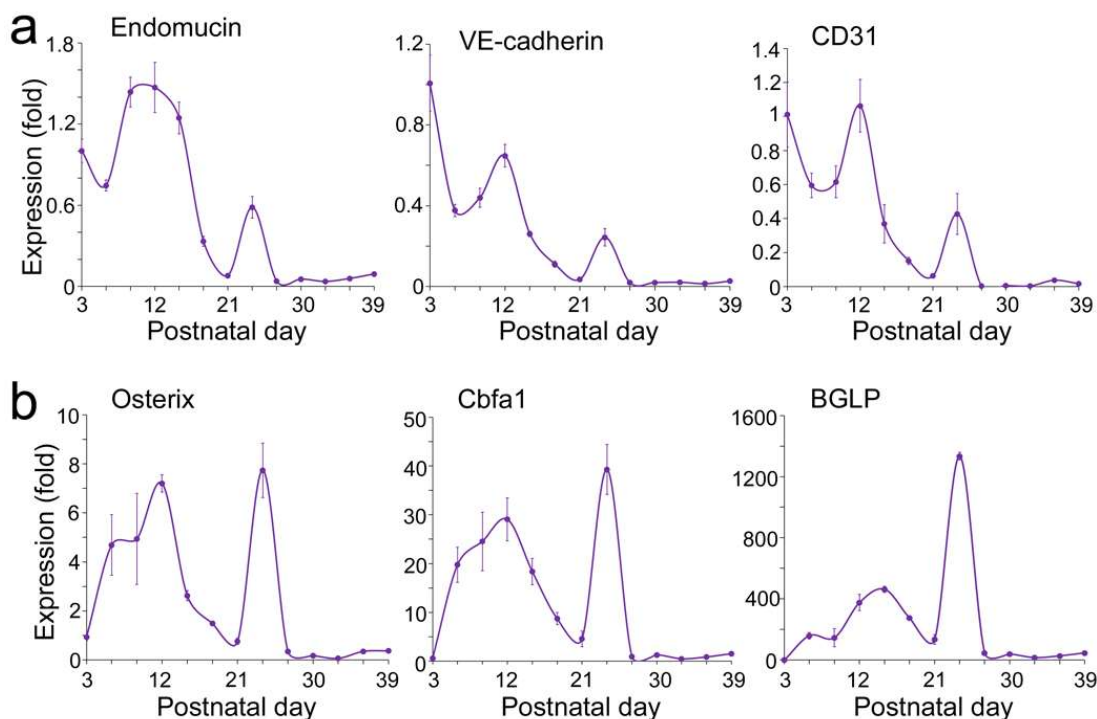 a
Endomucin
VE-cadherin
CD31
Expression (fold)
1.8
1.2
0.6
0
3 12 21 30 39
Postnatal day
1.2
0.8
0.4
0
3 12 21 30 39
Postnatal day
1.4
1.2
1
0.8
0.6
0.4
0.2
0
3 12 21 30 39
Postnatal day
b
Osterix
Cbfa1
BGLP
Expression (fold)
10
8
6
4
2
0
3 12 21 30 39
Postnatal day
50
40
30
20
10
0
3 12 21 30 39
Postnatal day
1600
1200
800
400
0
3 12 21 30 39
Postnatal day